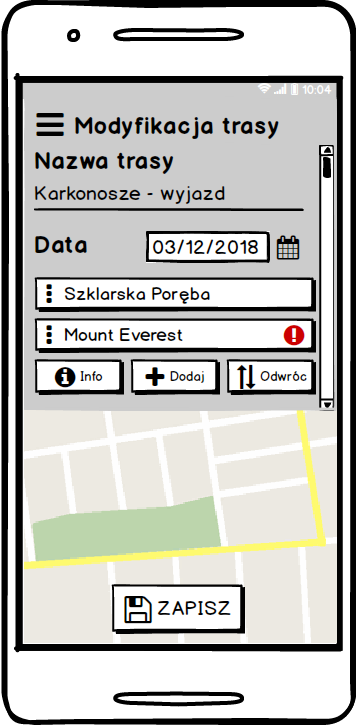 10:04
Modyfikacja trasy
Nazwa trasy
Karkonosze - wyjazd
Data 03/12/2018
Szklarska Poręba
Mount Everest
Info Dodaj Odwróc
ZAPISZ